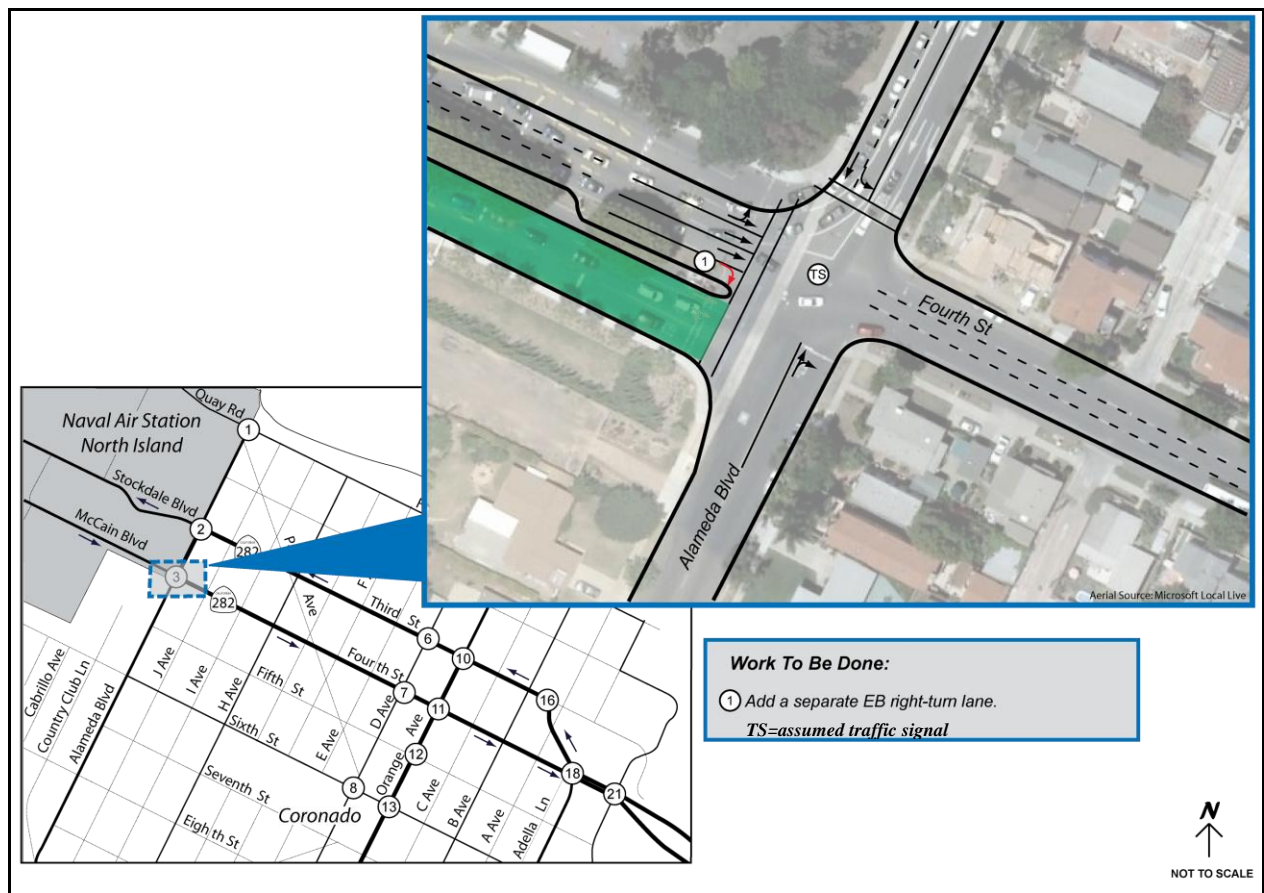 1
TS
Fourth St
Alameda Blvd
Aerial Source: Microsoft Local Live
Quay Rd
Naval Air Station
North Island
1
Stockdale Blvd
McCain Blvd
2
282
3
282
Ave
Third St
6
10
Fourth St
7
11
16
Cabrillo Ave
Country Club Ln
Alameda Blvd
J Ave
I Ave
H Ave
Fifth St
Sixth St
E Ave
D Ave
Orange Ave
12
C Ave
B Ave
A Ave
Adella Ln
18
21
8
13
Seventh St
Eighth St
Coronado
Work To Be Done:
1 Add a separate EB right-turn lane.
TS=assumed traffic signal
N
NOT TO SCALE